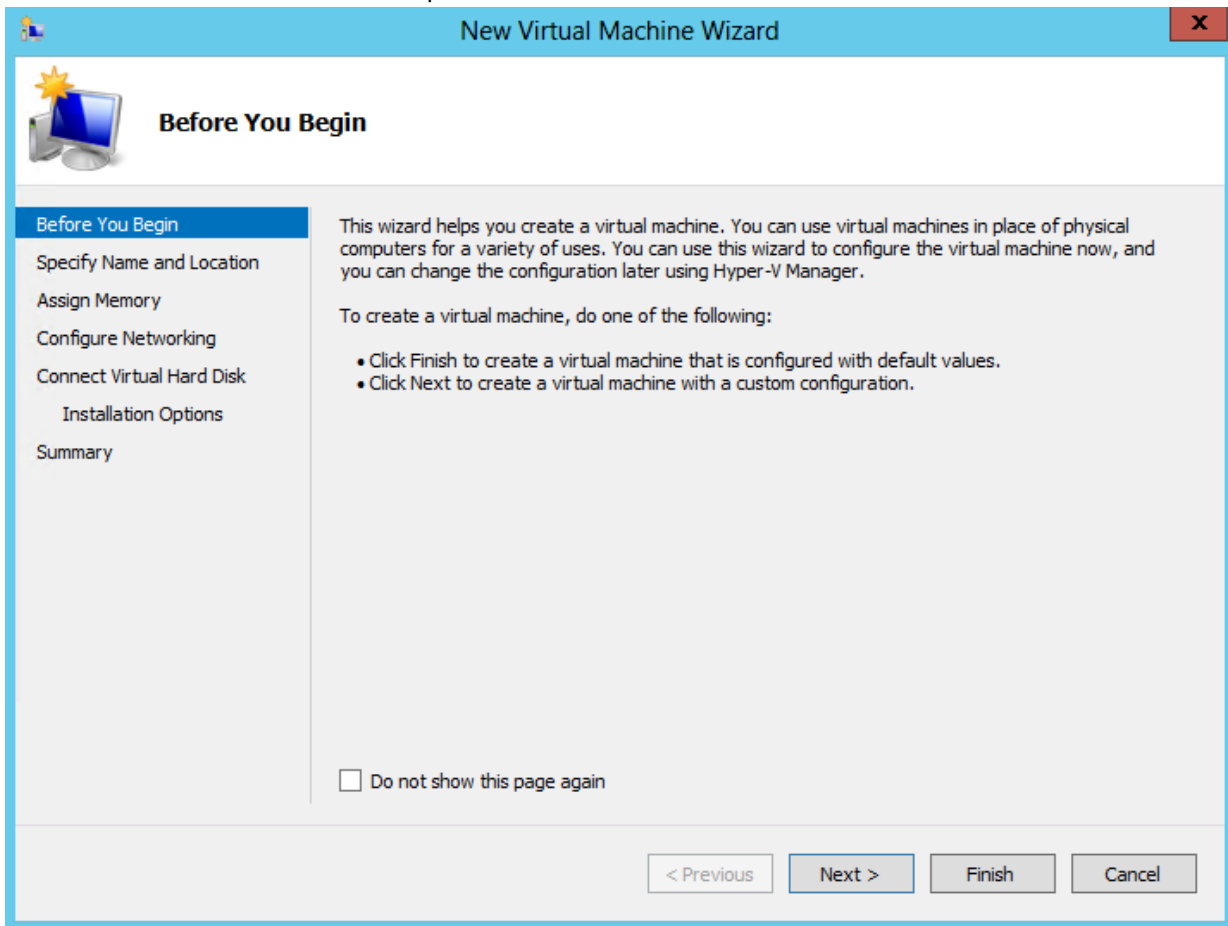 New Virtual Machine Wizard
x
Before You Begin
Before You Begin
Specify Name and Location
Assign Memory
Configure Networking
Connect Virtual Hard Disk
Installation Options
Summary
This wizard helps you create a virtual machine. You can use virtual machines in place of physical
computers for a variety of uses. You can use this wizard to configure the virtual machine now, and
you can change the configuration later using Hyper-V Manager.
To create a virtual machine, do one of the following:
• Click Finish to create a virtual machine that is configured with default values.
• Click Next to create a virtual machine with a custom configuration.
Do not show this page again
< Previous Next > Finish Cancel